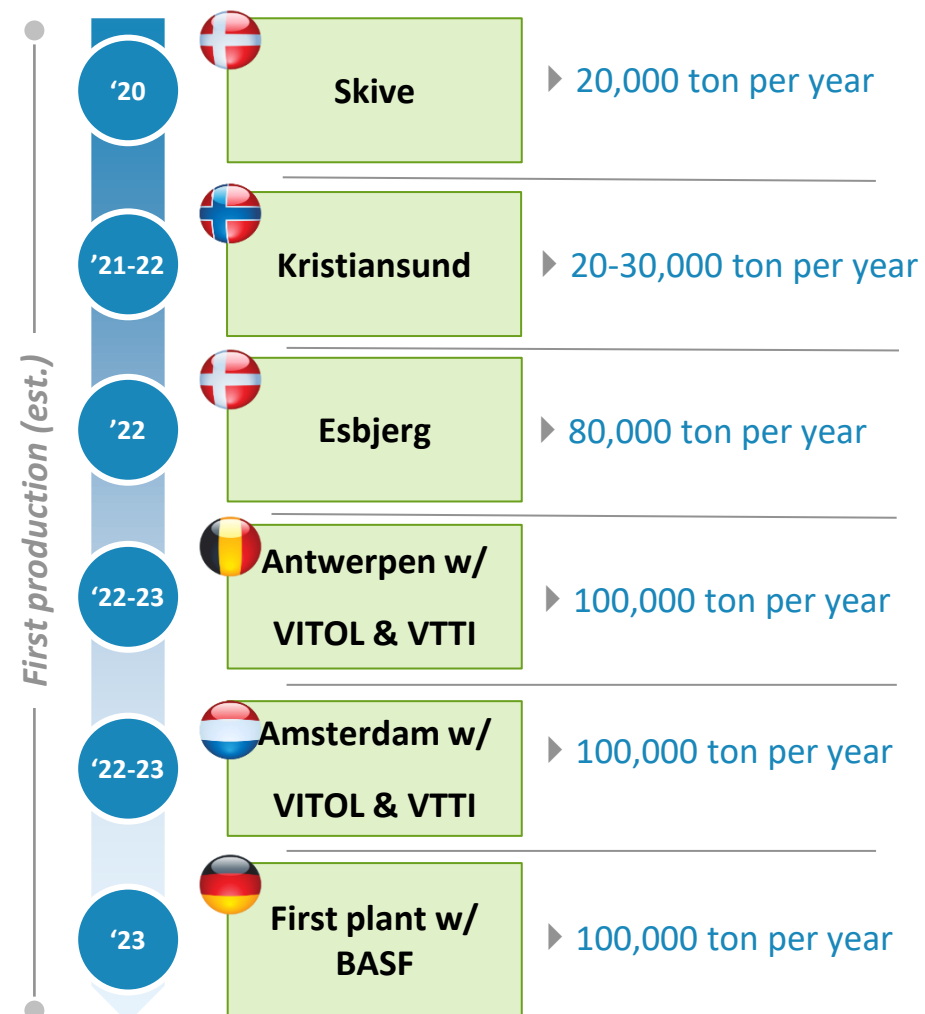 First production (est.)
‘20
Skive
20,000 ton per year
’21-22
Kristiansund
20-30,000 ton per year
’22
Esbjerg
80,000 ton per year
‘22-23
Antwerpen w/
VITOL & VTTI
100,000 ton per year
‘22-23
Amsterdam w/
VITOL & VTTI
100,000 ton per year
‘23
First plant w/
BASF
100,000 ton per year